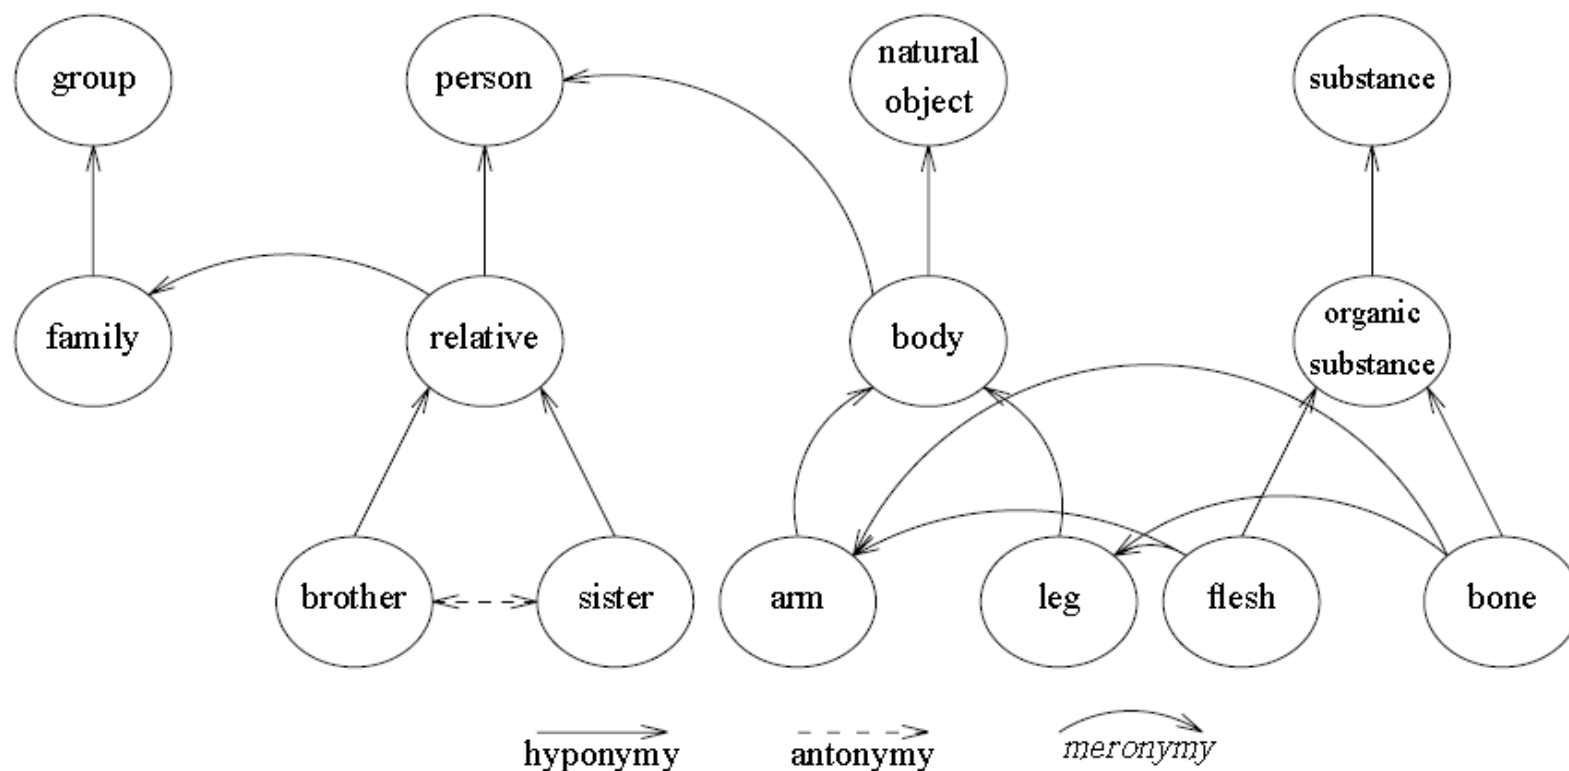 group
person
natural
object
substance
family
relative
body
organic
substance
brother
sister
arm
leg
flesh
bone
hyponymy
antonymy
meronymy